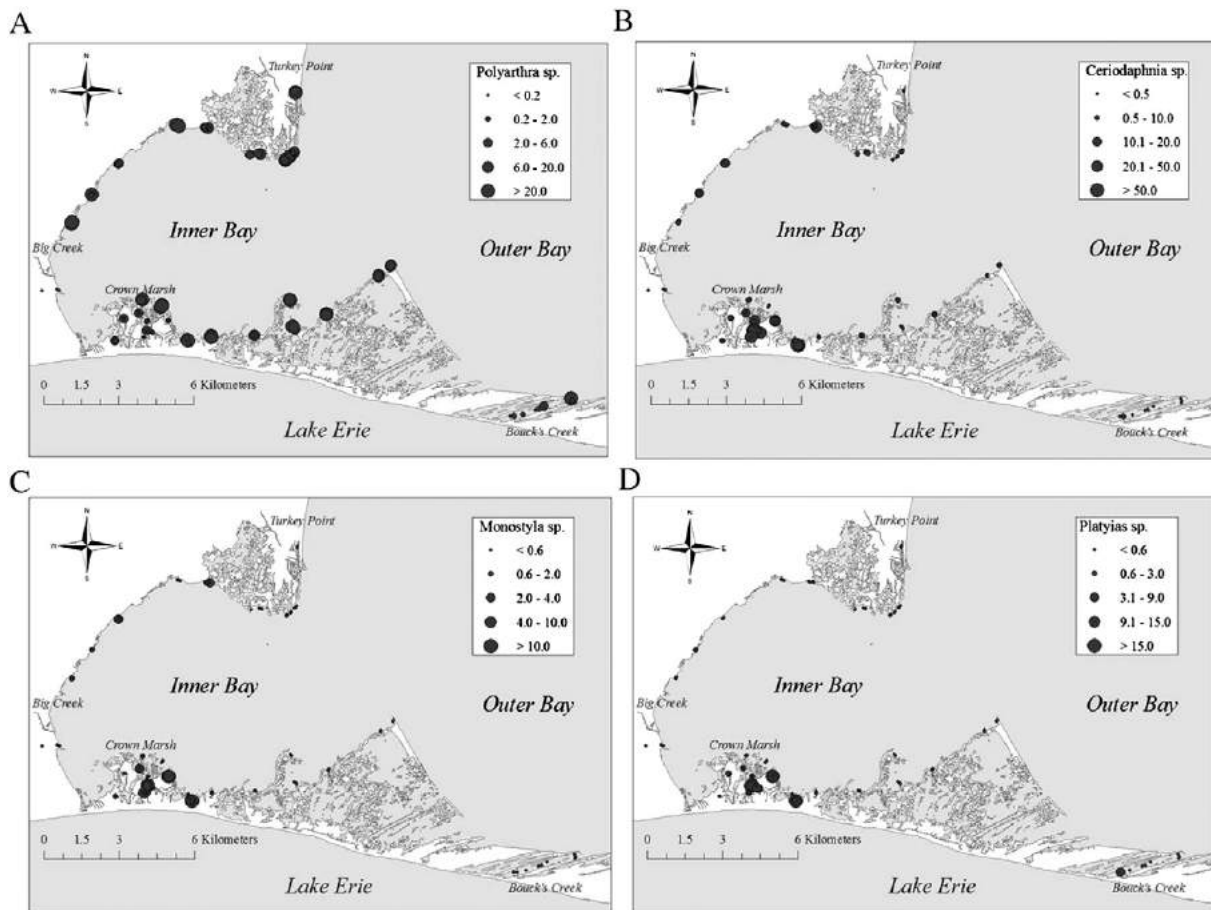 A
N
W E
S
Turkey Point
Polyarthra sp.
< 0.2
0.2 - 2.0
2.0 - 6.0
6.0 - 20.0
> 20.0
Inner Bay
Outer Bay
Big Creek
Crown Marsh
0 1.5 3 6 Kilometers
Lake Erie
Bouck's Creek
B
N
W E
S
Turkey Point
Ceriodaphnia sp.
< 0.5
0.5 - 10.0
10.1 - 20.0
20.1 - 50.0
> 50.0
Inner Bay
Outer Bay
Big Creek
Crown Marsh
0 1.5 3 6 Kilometers
Lake Erie
Bouck's Creek
C
N
W E
S
Turkey Point
Monostyla sp.
< 0.6
0.6 - 2.0
2.0 - 4.0
4.0 - 10.0
> 10.0
Inner Bay
Outer Bay
Big Creek
Crown Marsh
0 1.5 3 6 Kilometers
Lake Erie
Bouck's Creek
D
N
W E
S
Turkey Point
Platyias sp.
< 0.6
0.6 - 3.0
3.1 - 9.0
9.1 - 15.0
> 15.0
Inner Bay
Outer Bay
Big Creek
Crown Marsh
0 1.5 3 6 Kilometers
Lake Erie
Bouck's Creek